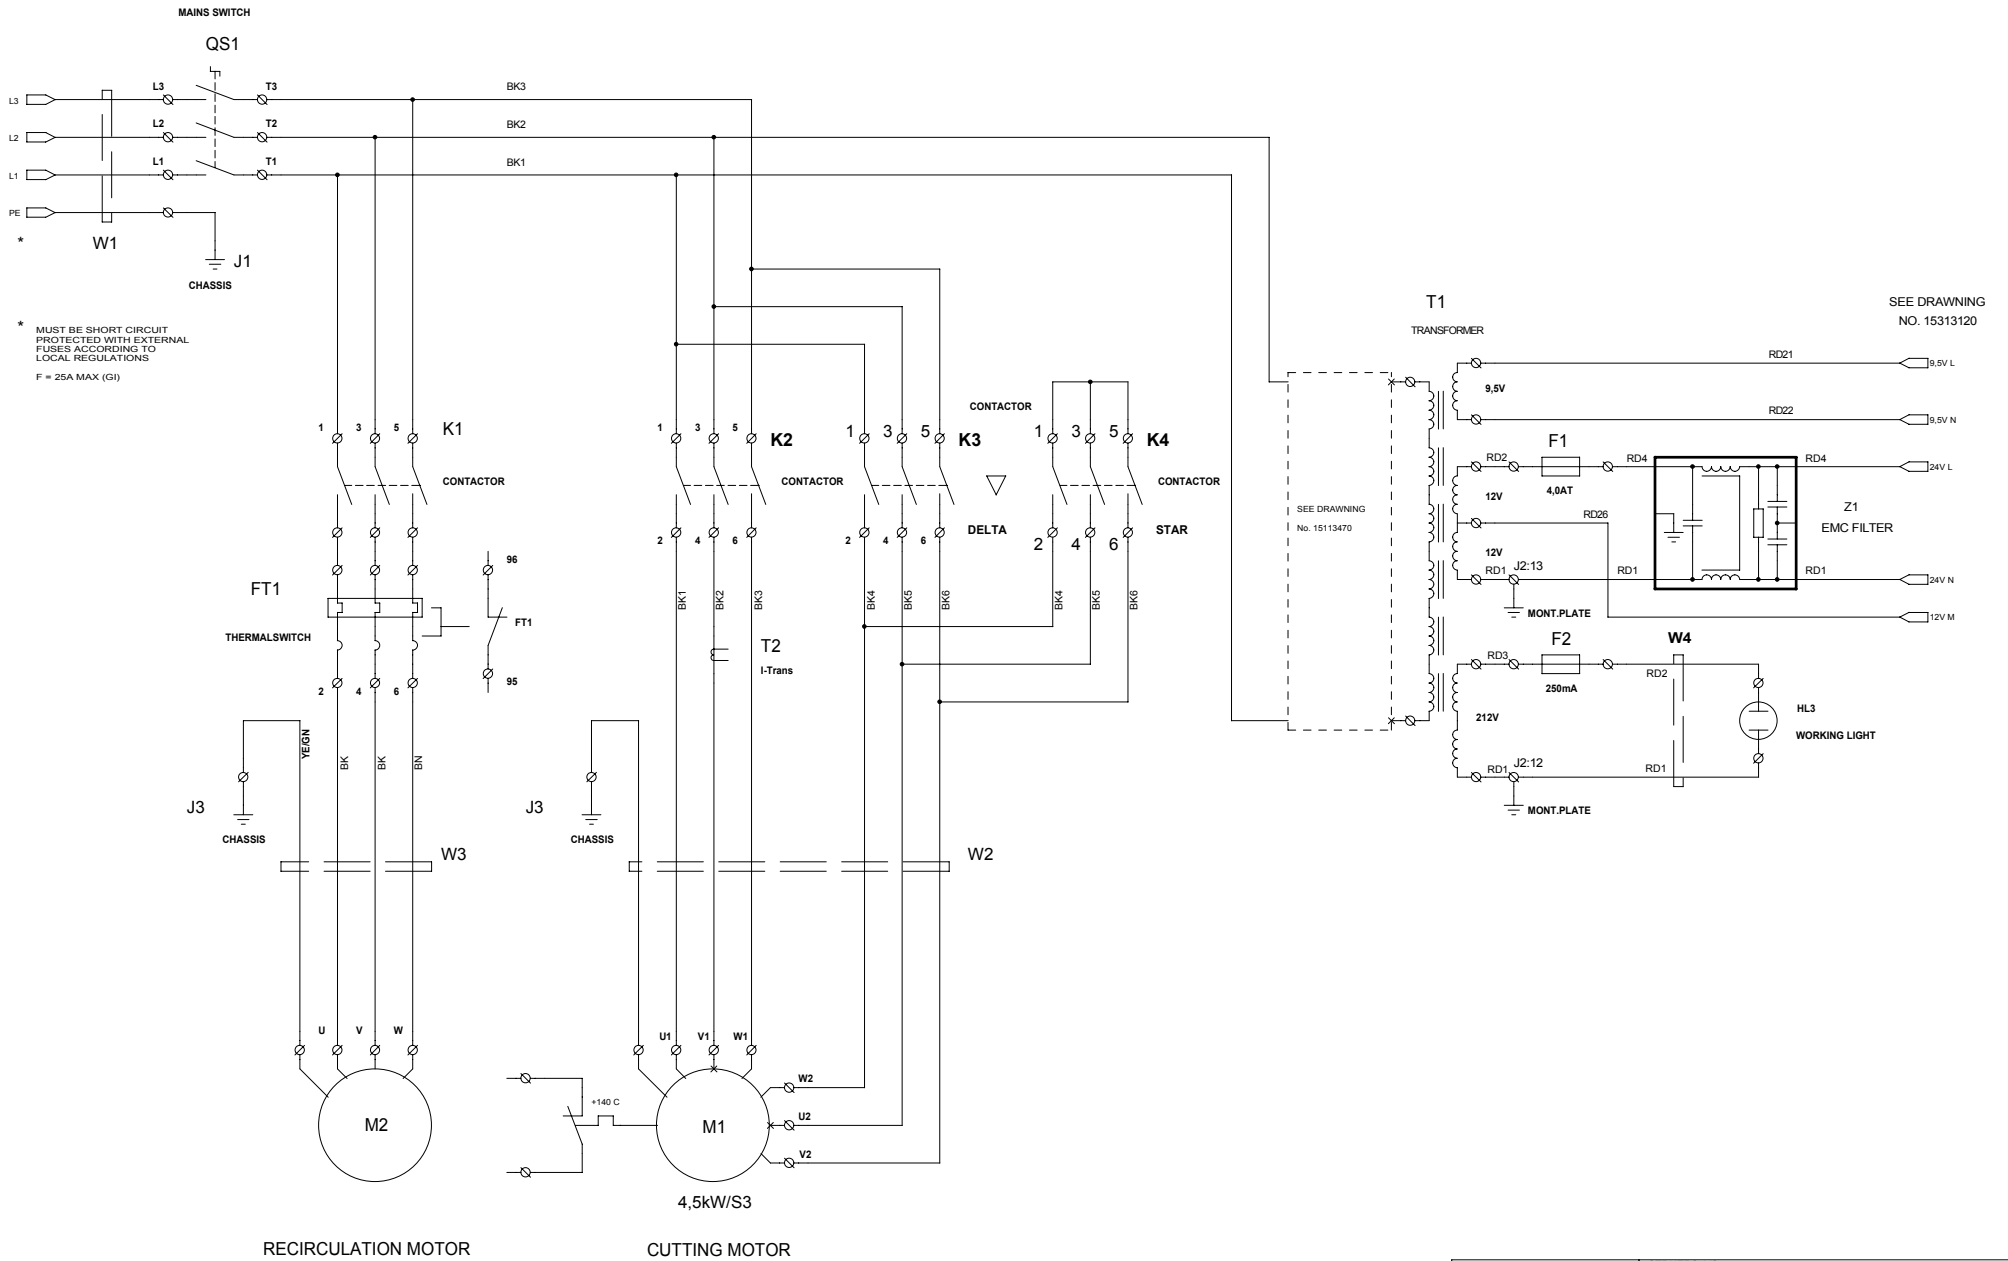 MAINS SWITCH
QS1
L3 L3 T3 BK3
L2 L2 T2 BK2
L1 L1 T1 BK1
PE
*
W1
J1
CHASSIS
* MUST BE SHORT CIRCUIT
PROTECTED WITH EXTERNAL
FUSES ACCORDING TO
LOCAL REGULATIONS
F = 25A MAX (Gl)
1 3 5 K1
CONTACTOR
FT1
THERMALSWITCH
96
FT1
95
2 4 6
YE/GN
BK
BK
BN
J3
CHASSIS
W3
U V W
M2
RECIRCULATION MOTOR
1 3 5 K2
CONTACTOR
2 4 6
BK1
BK2
BK3
T2
I-Trans
J3
CHASSIS
W2
1 3 5 K3
DELTA
2 4 6
BK4
BK5
BK6
CONTACTOR
1 3 5 K4
CONTACTOR
STAR
2 4 6
BK4
BK5
BK6
U1 V1 W1
W2
U2
V2
+140 C
M1
4,5kW/S3
CUTTING MOTOR
SEE DRAWING
No. 15113470
T1
TRANSFORMER
SEE DRAWNING
NO. 15313120
RD21
9,5V L
9,5V
RD22
9,5V N
F1
RD2 RD4 RD4
24V L
4,0AT
12V
RD26
Z1
EMC FILTER
12V
RD1 J2:13 RD1 RD1
24V N
MONT.PLATE
12V M
F2
W4
RD3
RD2
250mA
212V
HL3
WORKING LIGHT
RD1 J2:12 RD1
MONT.PLATE